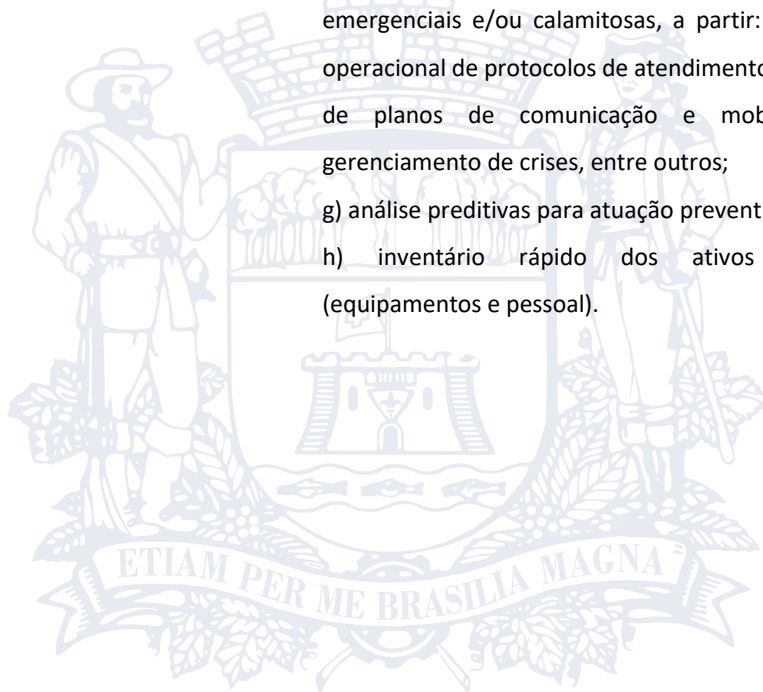 emergenciais e/ou calamitosas, a partir:
operacional de protocolos de atendimento
de planos de comunicação e mob
gerenciamento de crises, entre outros;
g) análise preditivas para atuação prevent
h) inventário rápido dos ativos
(equipamentos e pessoal).
ETIAM PER ME BRASILIA MAGNA